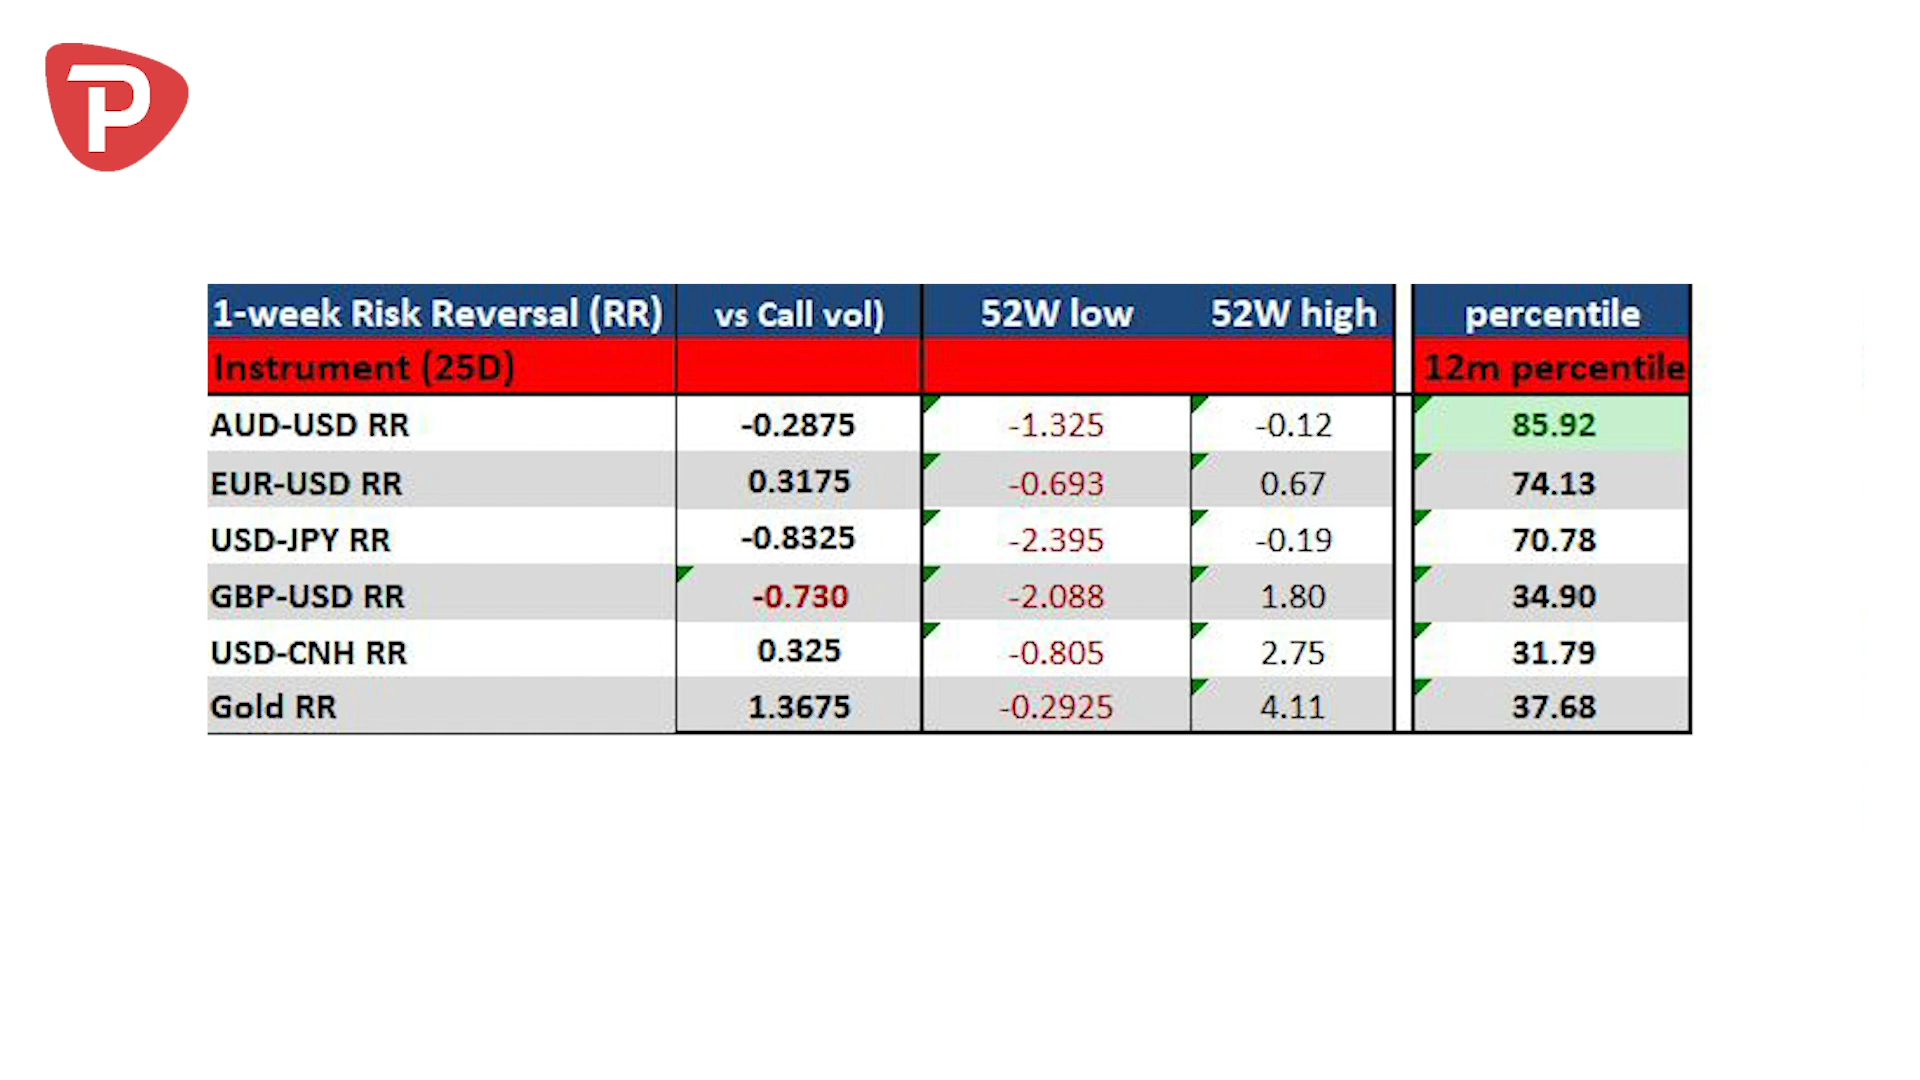 P
1-week Risk Reversal (RR) vs Call vol) 52W low 52W high percentile
Instrument (25D) 12m percentile
AUD-USD RR -0.2875 -1.325 -0.12 85.92
EUR-USD RR 0.3175 -0.693 0.67 74.13
USD-JPY RR -0.8325 -2.395 -0.19 70.78
GBP-USD RR -0.730 -2.088 1.80 34.90
USD-CNH RR 0.325 -0.805 2.75 31.79
Gold RR 1.3675 -0.2925 4.11 37.68